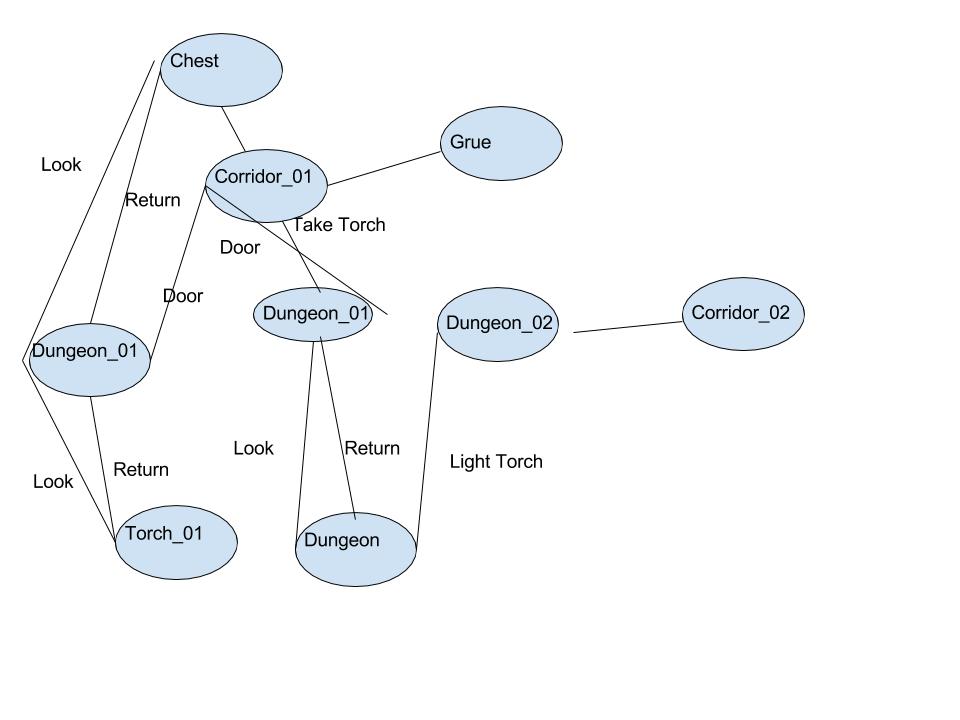 Chest
Grue
Look
Corridor_01
Return
Take Torch
Door
Door
Dungeon_01
Dungeon_02
Corridor_02
Dungeon_01
Look
Return
Light Torch
Return
Look
Torch_01
Dungeon